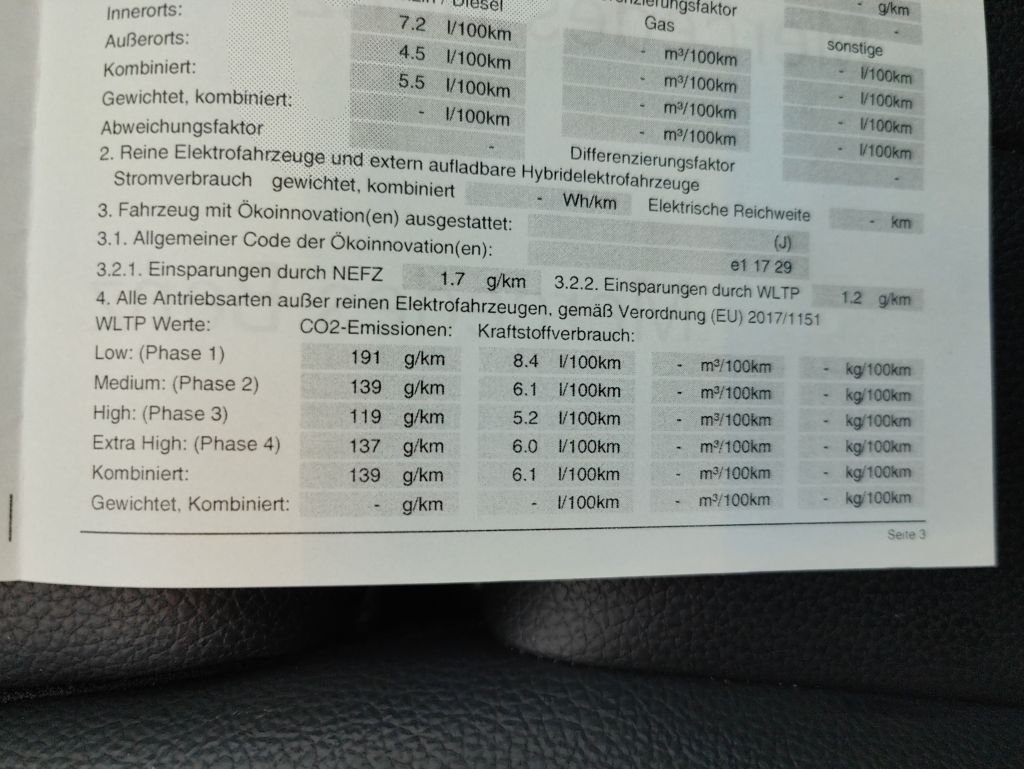 Diesel
Innerorts: 7.2 l/100km Gas - g/km
Außerorts: 4.5 l/100km - m³/100km sonstige -
Kombiniert: 5.5 l/100km - m³/100km - l/100km
Gewichtet, kombiniert: - l/100km - m³/100km - l/100km
Abweichungsfaktor - - m³/100km - l/100km
Differenzierungsfaktor - l/100km
-
2. Reine Elektrofahrzeuge und extern aufladbare Hybridelektrofahrzeuge
Stromverbrauch gewichtet, kombiniert - Wh/km Elektrische Reichweite - km
3. Fahrzeug mit Ökoinnovation(en) ausgestattet: (J)
3.1. Allgemeiner Code der Ökoinnovation(en): e1 17 29
3.2.1. Einsparungen durch NEFZ 1.7 g/km 3.2.2. Einsparungen durch WLTP 1.2 g/km
4. Alle Antriebsarten außer reinen Elektrofahrzeugen, gemäß Verordnung (EU) 2017/1151
WLTP Werte: CO2-Emissionen: Kraftstoffverbrauch:
Low: (Phase 1) 191 g/km 8.4 l/100km - m³/100km - kg/100km
Medium: (Phase 2) 139 g/km 6.1 l/100km - m³/100km - kg/100km
High: (Phase 3) 119 g/km 5.2 l/100km - m³/100km - kg/100km
Extra High: (Phase 4) 137 g/km 6.0 l/100km - m³/100km - kg/100km
Kombiniert: 139 g/km 6.1 l/100km - m³/100km - kg/100km
Gewichtet, Kombiniert: - g/km - l/100km - m³/100km - kg/100km
Seite 3